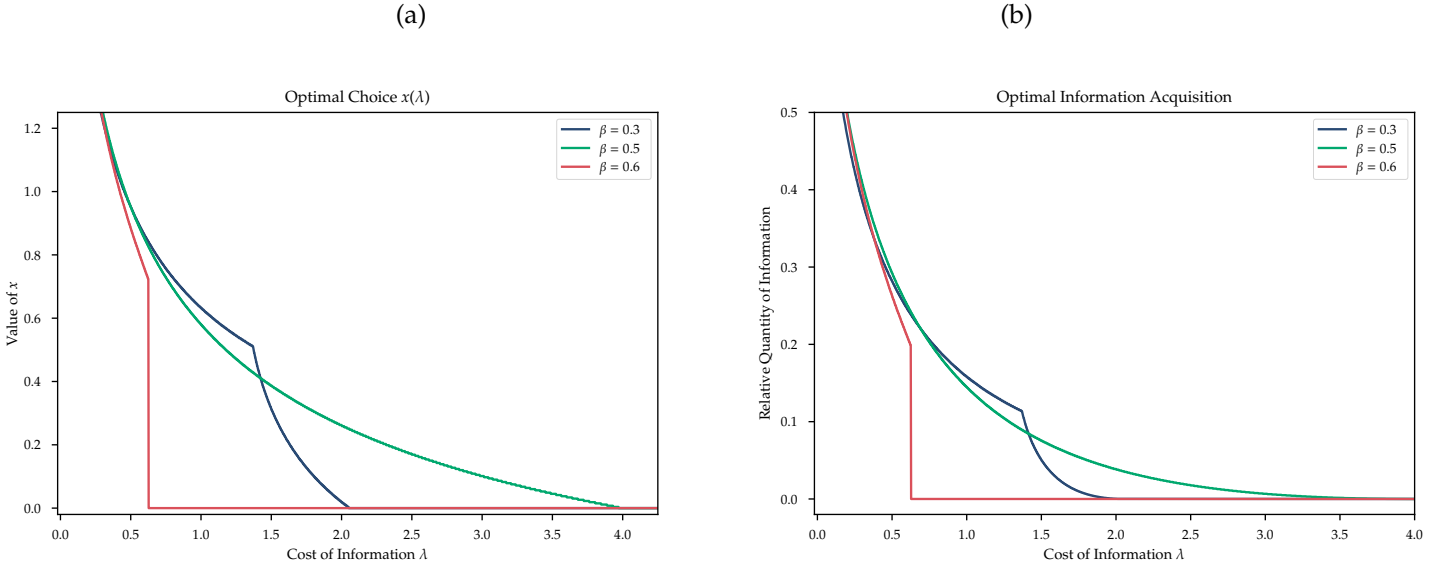 (a)
(b)
Optimal Choice x(λ)
1.2
1.0
0.8
0.6
0.4
0.2
0.0
Value of x
0.0 0.5 1.0 1.5 2.0 2.5 3.0 3.5 4.0
Cost of Information λ
β = 0.3
β = 0.5
β = 0.6
Optimal Information Acquisition
0.5
0.4
0.3
0.2
0.1
0.0
Relative Quantity of Information
0.0 0.5 1.0 1.5 2.0 2.5 3.0 3.5 4.0
Cost of Information λ
β = 0.3
β = 0.5
β = 0.6